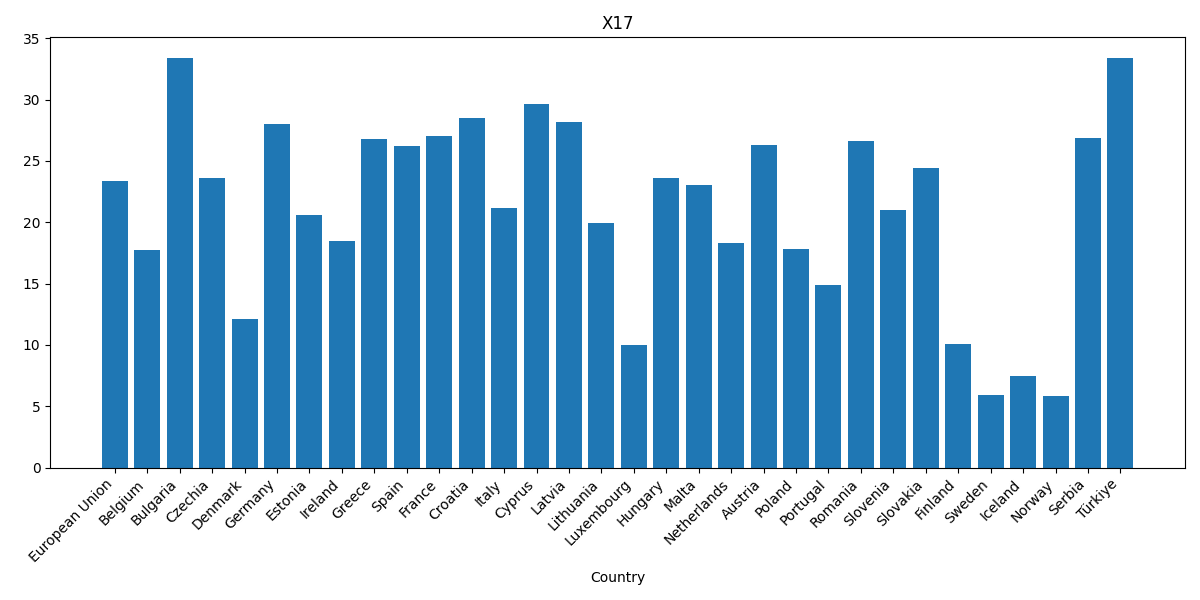 X17
35
30
25
20
15
10
5
0
European Union
Belgium
Bulgaria
Czechia
Denmark
Germany
Estonia
Ireland
Greece
Spain
France
Croatia
Italy
Cyprus
Latvia
Lithuania
Luxembourg
Hungary
Malta
Netherlands
Austria
Poland
Portugal
Romania
Slovenia
Slovakia
Finland
Sweden
Iceland
Norway
Serbia
Türkiye
Country